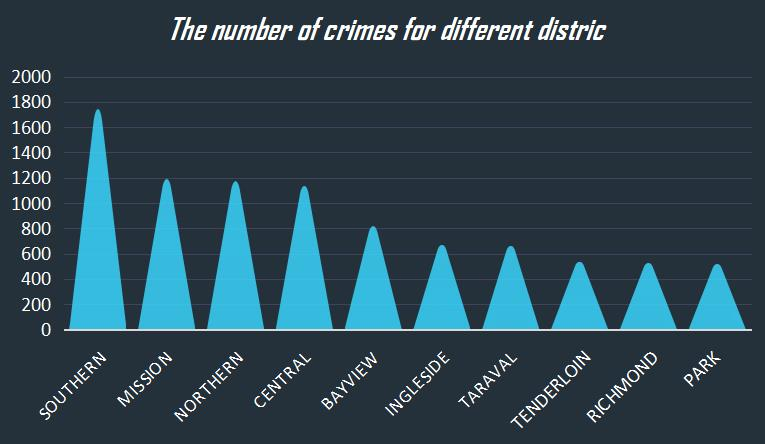 The number of crimes for different distric
2000
1800
1600
1400
1200
1000
800
600
400
200
0
SOUTHERN
MISSION
NORTHERN
CENTRAL
BAYVIEW
INGLESIDE
TARAVAL
TENDERLOIN
RICHMOND
PARK